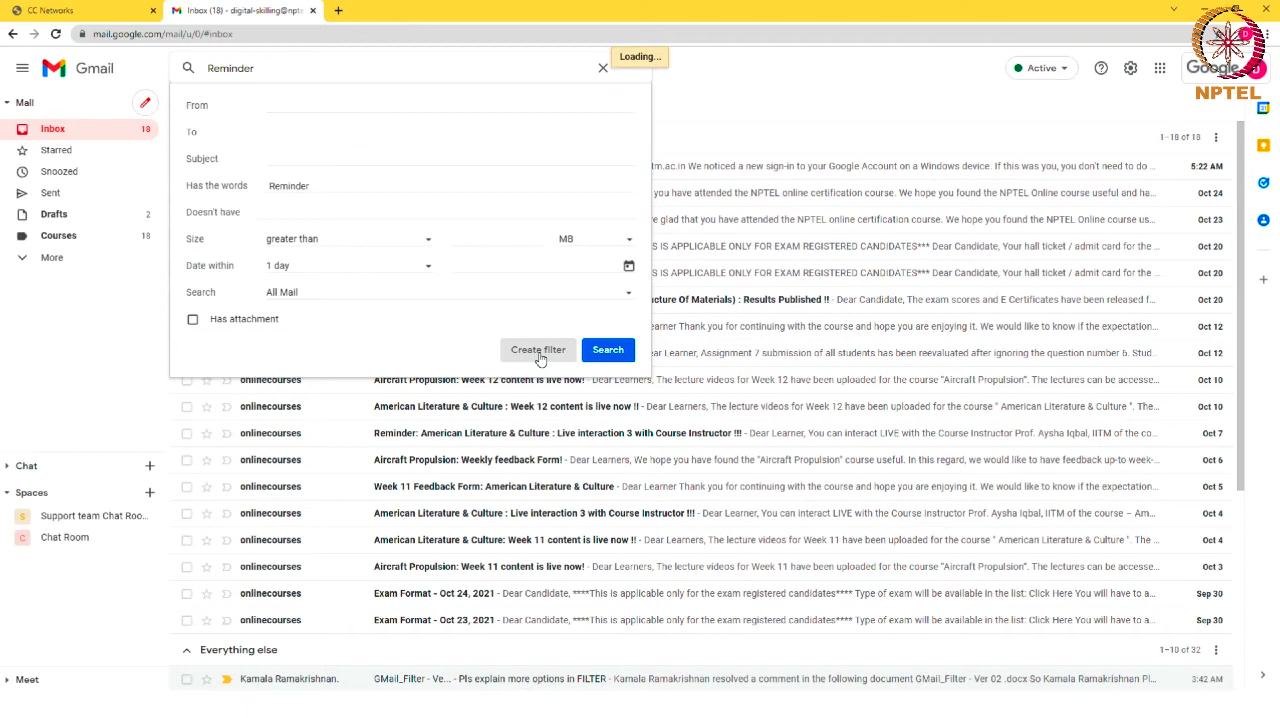 CC Networks
Inbox (18) - digital-skilling@npte
mail.google.com/mail/u/0/#inbox
Loading...
Gmail
Reminder
Active
Google
NPTEL
Mail
Inbox 18
Starred
Snoozed
Sent
Drafts 2
Courses 18
More
Chat
Spaces
Support team Chat Roo...
Chat Room
Meet
From
To
Subject
Has the words Reminder
Doesn't have
Size greater than MB
Date within 1 day
Search All Mail
Has attachment
Create filter Search
1–18 of 18
tm.ac.in We noticed a new sign-in to your Google Account on a Windows device. If this was you, you don't need to do ... 5:22 AM
you have attended the NPTEL online certification course. We hope you found the NPTEL Online course useful and ha... Oct 24
re glad that you have attended the NPTEL online certification course. We hope you found the NPTEL Online course ... Oct 23
S IS APPLICABLE ONLY FOR EXAM REGISTERED CANDIDATES* Dear Candidate, Your hall ticket / admit card for the exa... Oct 20
S IS APPLICABLE ONLY FOR EXAM REGISTERED CANDIDATES* Dear Candidate, Your hall ticket / admit card for the exa... Oct 20
ucture Of Materials) : Results Published !! - Dear Candidate, The exam scores and E Certificates have been released f... Oct 20
rner Thank you for continuing with the course and hope you are enjoying it. We would like to know if the expectation... Oct 12
Dear Learner, Assignment 7 submission of all students has been reevaluated after ignoring the question number 6. Stud... Oct 12
onlinecourses Aircraft Propulsion: Week 12 content is live now! - Dear Learners, The lecture videos for Week 12 have been uploaded for the course "Aircraft Propulsion". The lectures can be accesse... Oct 10
onlinecourses American Literature & Culture : Week 12 content is live now !! - Dear Learners, The lecture videos for Week 12 have been uploaded for the course " American Literature & Culture ". The l... Oct 10
onlinecourses Reminder: American Literature & Culture : Live interaction 3 with Course Instructor !!! - Dear Learner, You can interact LIVE with the Course Instructor Prof. Aysha Iqbal, IITM of the co... Oct 7
onlinecourses Aircraft Propulsion: Weekly feedback Form! - Dear Learners, We hope you have found the "Aircraft Propulsion" course useful. In this regard, we would like to have feedback up-to week-... Oct 6
onlinecourses Week 11 Feedback Form: American Literature & Culture - Dear Learner Thank you for continuing with the course and hope you are enjoying it. We would like to know if the expectatio... Oct 5
onlinecourses American Literature & Culture : Live interaction 3 with Course Instructor !!! - Dear Learner, You can interact LIVE with the Course Instructor Prof. Aysha Iqbal, IITM of the course – Am... Oct 4
onlinecourses American Literature & Culture: Week 11 content is live now !! - Dear Learners, The lecture videos for Week 11 have been uploaded for the course " American Literature & Culture ". The l... Oct 4
onlinecourses Aircraft Propulsion: Week 11 content is live now! - Dear Learners, The lecture videos for Week 11 have been uploaded for the course "Aircraft Propulsion". The lectures can be accesse... Oct 3
onlinecourses Exam Format - Oct 24, 2021 - Dear Candidate, ****This is applicable only for the exam registered candidates**** Type of exam will be available in the list: Click Here You will have to a... Sep 30
onlinecourses Exam Format - Oct 23, 2021 - Dear Candidate, ****This is applicable only for the exam registered candidates**** Type of exam will be available in the list: Click Here You will have to a... Sep 30
Everything else 1–10 of 32
Kamala Ramakrishnan. GMail_Filter - Ve... - Pls explain more options in FILTER - Kamala Ramakrishnan resolved a comment in the following document GMail_Filter - Ver 02 .docx So Kamala Ramakrishnan Pl... 3:42 AM